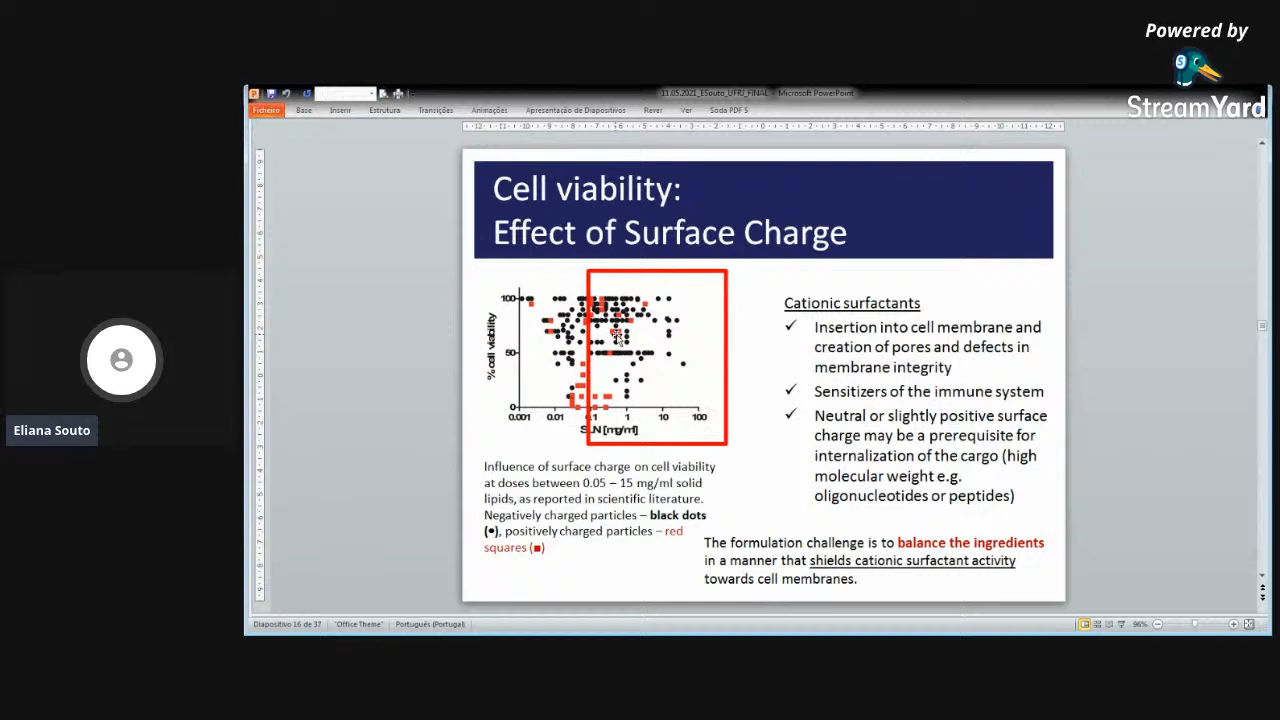 Powered by
StreamYard
11.05.2021_ESouto_UFRJ_FINAL - Microsoft PowerPoint
Ficheiro Base Inserir Estrutura Transições Animações Apresentação de Diapositivos Rever Ver Soda PDF 5
Cell viability:
Effect of Surface Charge
100
50
0
% cell viability
0.001 0.01 0.1 1 10 100
SLN [mg/ml]
Influence of surface charge on cell viability
at doses between 0.05 – 15 mg/ml solid
lipids, as reported in scientific literature.
Negatively charged particles – black dots
(●), positively charged particles – red
squares (■)
Cationic surfactants
✓ Insertion into cell membrane and
creation of pores and defects in
membrane integrity
✓ Sensitizers of the immune system
✓ Neutral or slightly positive surface
charge may be a prerequisite for
internalization of the cargo (high
molecular weight e.g.
oligonucleotides or peptides)
The formulation challenge is to balance the ingredients
in a manner that shields cationic surfactant activity
towards cell membranes.
Eliana Souto
Diapositivo 16 de 37 "Office Theme" Português (Portugal) 96%